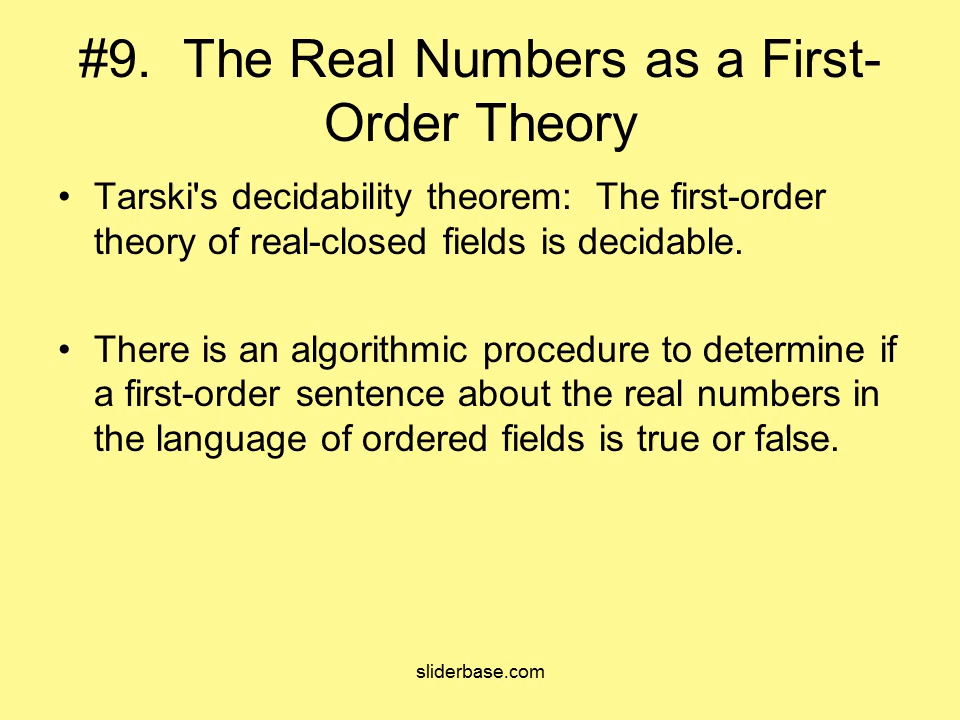 #9. The Real Numbers as a First-
Order Theory
• Tarski's decidability theorem: The first-order
theory of real-closed fields is decidable.
• There is an algorithmic procedure to determine if
a first-order sentence about the real numbers in
the language of ordered fields is true or false.
sliderbase.com